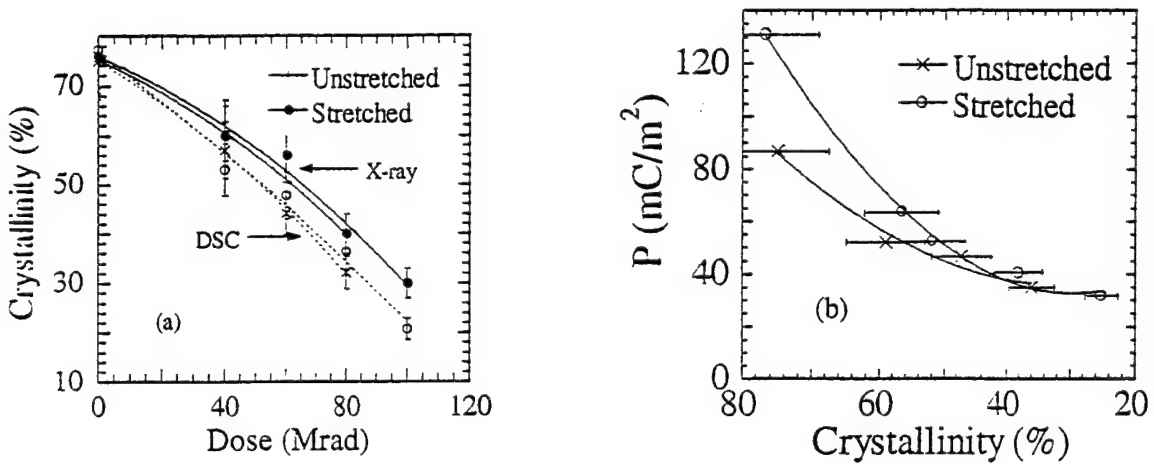 70
50
30
10
0
40
80
120
Crystallinity (%)
Dose (Mrad)
Unstretched
Stretched
X-ray
DSC
(a)
120
80
40
0
80
60
40
20
P (mC/m²)
Crystallinity (%)
Unstretched
Stretched
(b)